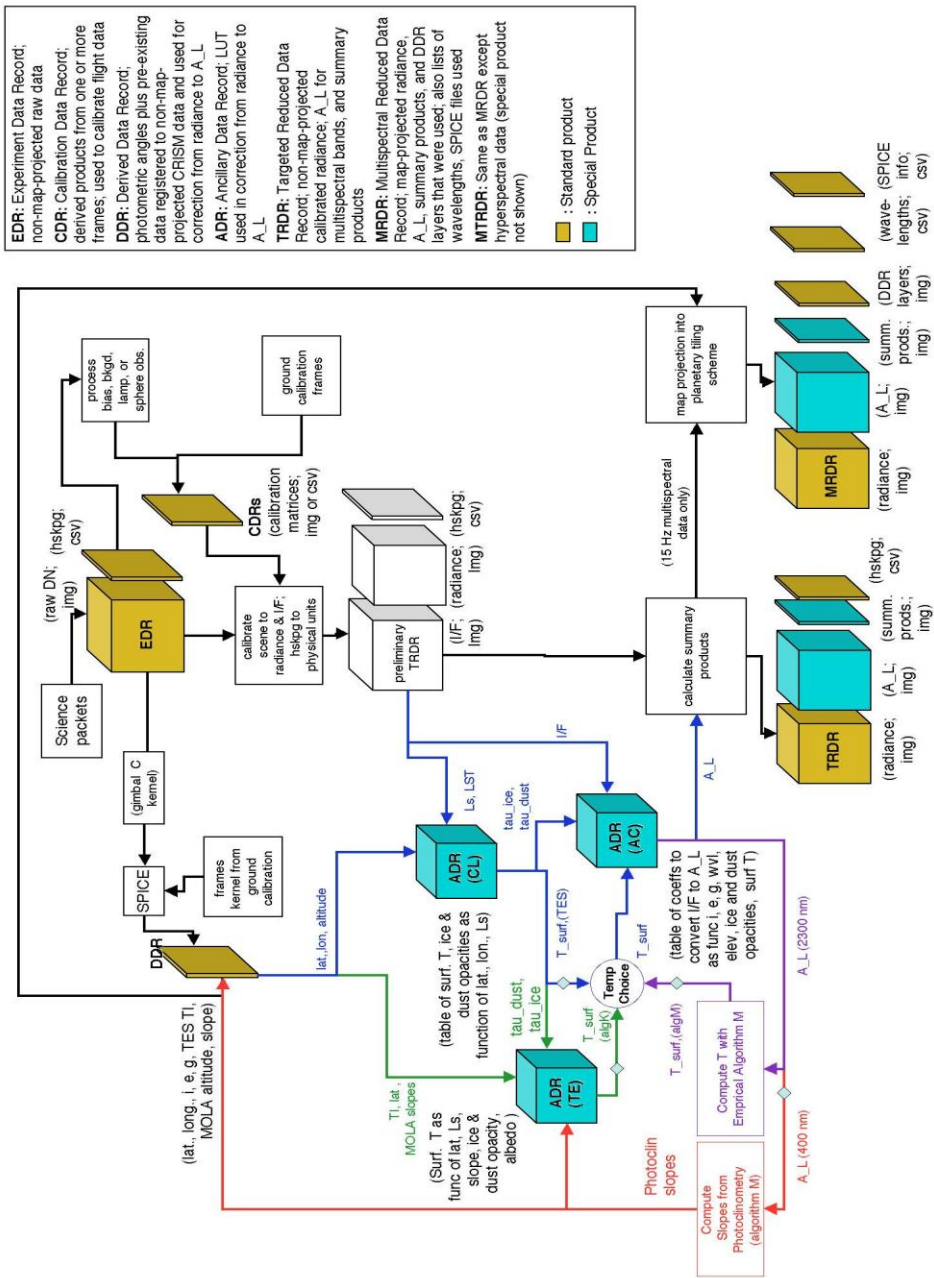 EDR: Experiment Data Record;
non-map-projected raw data
CDR: Calibration Data Record;
derived products from one or more
frames; used to calibrate flight data
DDR: Derived Data Record;
photometric angles plus pre-existing
data registered to non-map-
projected CRISM data and used for
correction from radiance to A_L
ADR: Ancillary Data Record; LUT
used in correction from radiance to
A_L
TRDR: Targeted Reduced Data
Record; non-map-projected
calibrated radiance; A_L for
multispectral bands, and summary
products
MRDR: Multispectral Reduced Data
Record; map-projected radiance,
A_L, summary products, and DDR
layers that were used; also lists of
wavelengths, SPICE files used
MTRDR: Same as MRDR except
hyperspectral data (special product
not shown)
: Standard product
: Special Product
Science
packets
(raw DN;
img)
(hskpg;
csv)
EDR
process
bias, bkgd,
lamp, or
sphere obs.
ground
calibration
frames
CDRs
(calibration
matrices;
img or csv)
calibrate
scene to
radiance & I/F;
hskpg to
physical units
preliminary
TRDR
(I/F;
Img)
(radiance;
Img)
(hskpg;
csv)
(gimbal C
kernel)
SPICE
frames
kernel from
ground
calibration
DDR
(lat., long., i, e, g, TES TI,
MOLA altitude, slope)
lat,,lon, altitude
Ls, LST
I/F
TI, lat ,
MOLA slopes
ADR
(CL)
(table of surf. T, ice &
dust opacities as
function of lat., lon., Ls)
tau_ice,
tau_dust
tau_dust,
tau_ice
T_surf,(TES)
ADR
(TE)
(Surf. T as
func of lat, Ls,
slope, ice &
dust opacity,
albedo )
T_surf
(algK)
Temp
Choice
T_surf
ADR
(AC)
(table of coeffs to
convert I/F to A_L
as func i, e, g, wvl,
elev, ice and dust
opacities, surf T)
T_surf,(algM)
Compute T with
Emprical Algorithm M
A_L (2300 nm)
A_L (400 nm)
Photoclin
slopes
Compute
Slopes from
Photoclinometry
(algorithm M)
A_L
calculate summary
products
(15 Hz multispectral
data only)
map projection into
planetary tiling
scheme
TRDR
(radiance;
img)
(A_L;
img)
(summ.
prods.;
img)
(hskpg;
csv)
MRDR
(radiance;
img)
(A_L;
img)
(summ.
prods.;
img)
(DDR
layers;
img)
(wave-
lengths;
csv)
(SPICE
info;
csv)